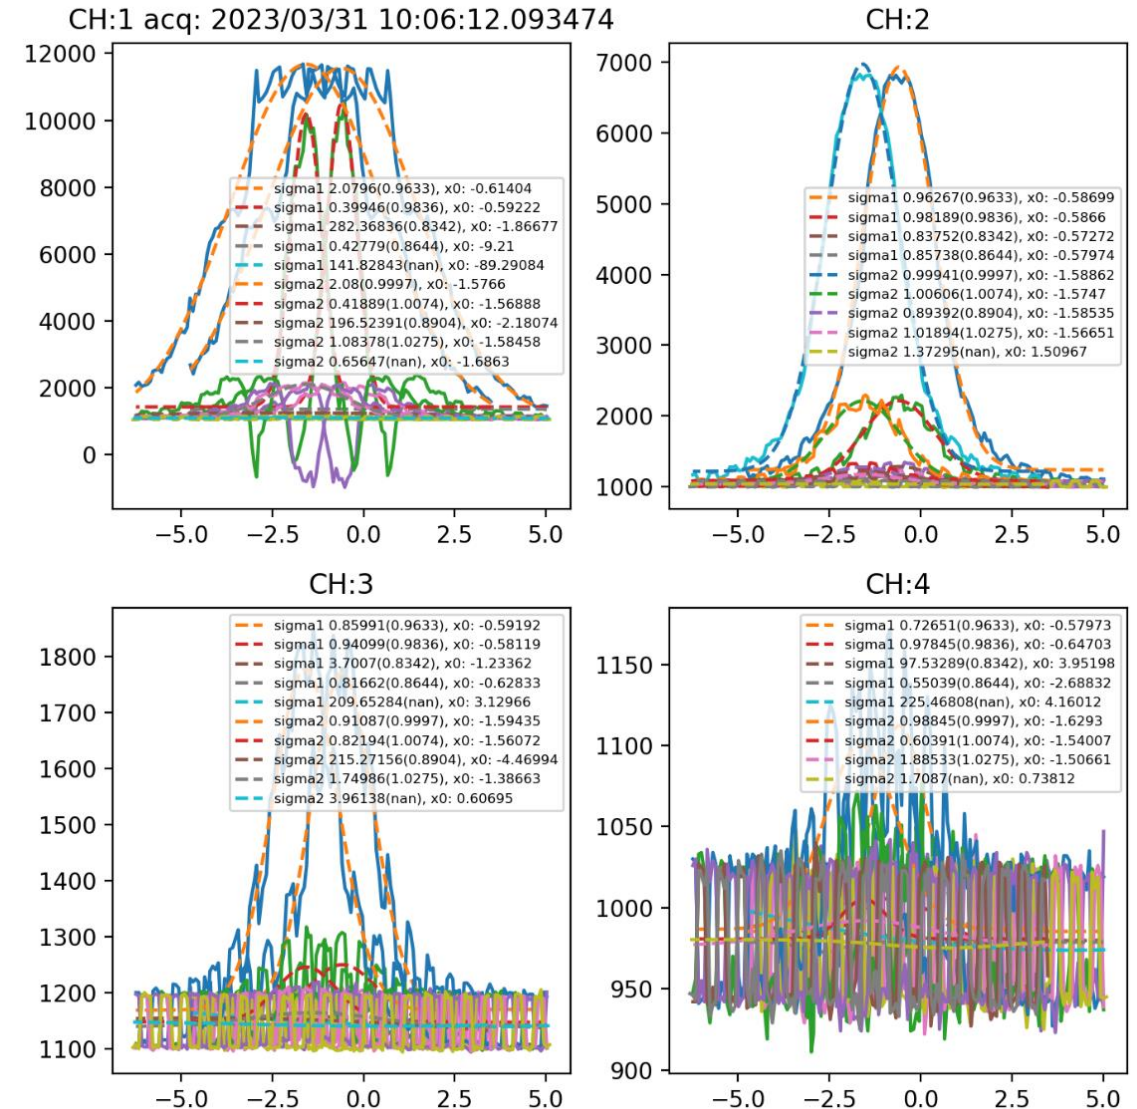 CH:1 acq: 2023/03/31 10:06:12.093474
12000
10000
8000
6000
4000
2000
0
−5.0 −2.5 0.0 2.5 5.0
sigma1 2.0796(0.9633), x0: -0.61404
sigma1 0.39946(0.9836), x0: -0.59222
sigma1 282.36836(0.8342), x0: -1.86677
sigma1 0.42779(0.8644), x0: -9.21
sigma1 141.82843(nan), x0: -89.29084
sigma2 2.08(0.9997), x0: -1.5766
sigma2 0.41889(1.0074), x0: -1.56888
sigma2 196.52391(0.8904), x0: -2.18074
sigma2 1.08378(1.0275), x0: -1.58458
sigma2 0.65647(nan), x0: -1.6863
CH:2
7000
6000
5000
4000
3000
2000
1000
−5.0 −2.5 0.0 2.5 5.0
sigma1 0.96267(0.9633), x0: -0.58699
sigma1 0.98189(0.9836), x0: -0.5866
sigma1 0.83752(0.8342), x0: -0.57272
sigma1 0.85738(0.8644), x0: -0.57974
sigma2 0.99941(0.9997), x0: -1.58862
sigma2 1.00606(1.0074), x0: -1.5747
sigma2 0.89392(0.8904), x0: -1.58535
sigma2 1.01894(1.0275), x0: -1.56651
sigma2 1.37295(nan), x0: 1.50967
CH:3
1800
1700
1600
1500
1400
1300
1200
1100
−5.0 −2.5 0.0 2.5 5.0
sigma1 0.85991(0.9633), x0: -0.59192
sigma1 0.94099(0.9836), x0: -0.58119
sigma1 3.7007(0.8342), x0: -1.23362
sigma1 0.81662(0.8644), x0: -0.62833
sigma1 209.65284(nan), x0: 3.12966
sigma2 0.91087(0.9997), x0: -1.59435
sigma2 0.82194(1.0074), x0: -1.56072
sigma2 215.27156(0.8904), x0: -4.46994
sigma2 1.74986(1.0275), x0: -1.38663
sigma2 3.96138(nan), x0: 0.60695
CH:4
1150
1100
1050
1000
950
900
−5.0 −2.5 0.0 2.5 5.0
sigma1 0.72651(0.9633), x0: -0.57973
sigma1 0.97845(0.9836), x0: -0.64703
sigma1 97.53289(0.8342), x0: 3.95198
sigma1 0.55039(0.8644), x0: -2.68832
sigma1 225.46808(nan), x0: 4.16012
sigma2 0.98845(0.9997), x0: -1.6293
sigma2 0.60391(1.0074), x0: -1.54007
sigma2 1.88533(1.0275), x0: -1.50661
sigma2 1.7087(nan), x0: 0.73812